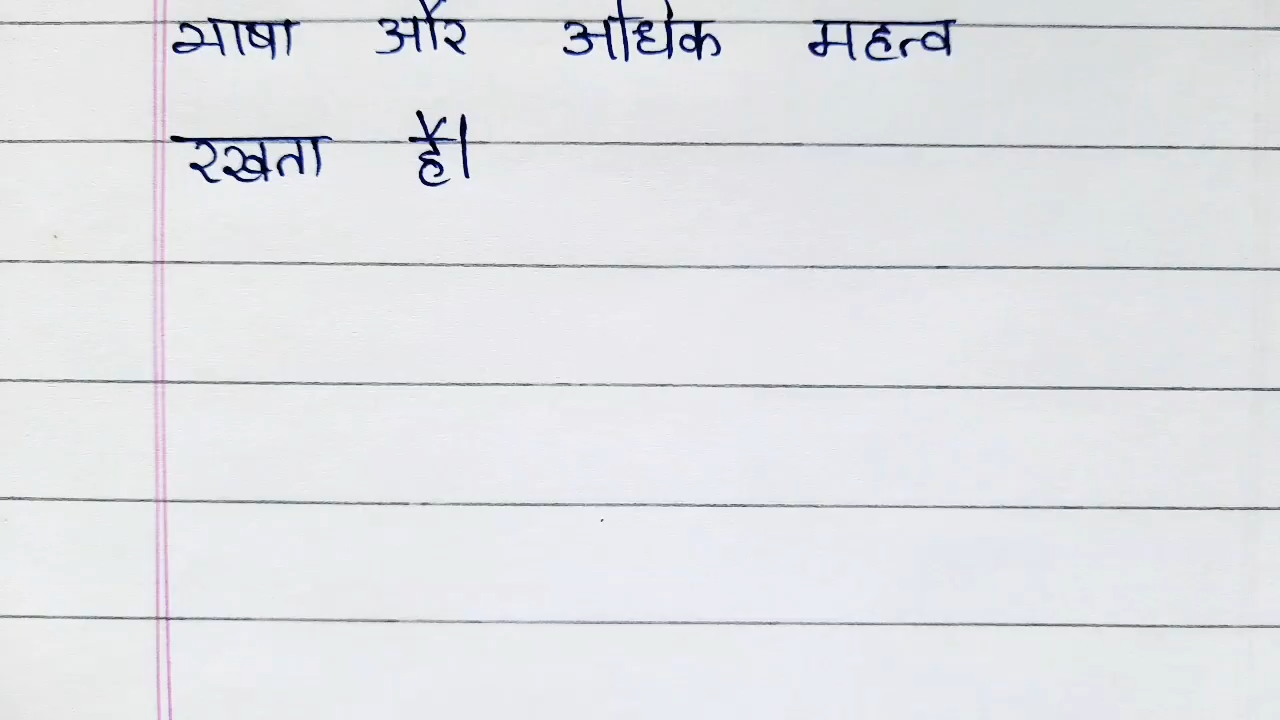 भाषा और अधिक महत्व
रखता है।